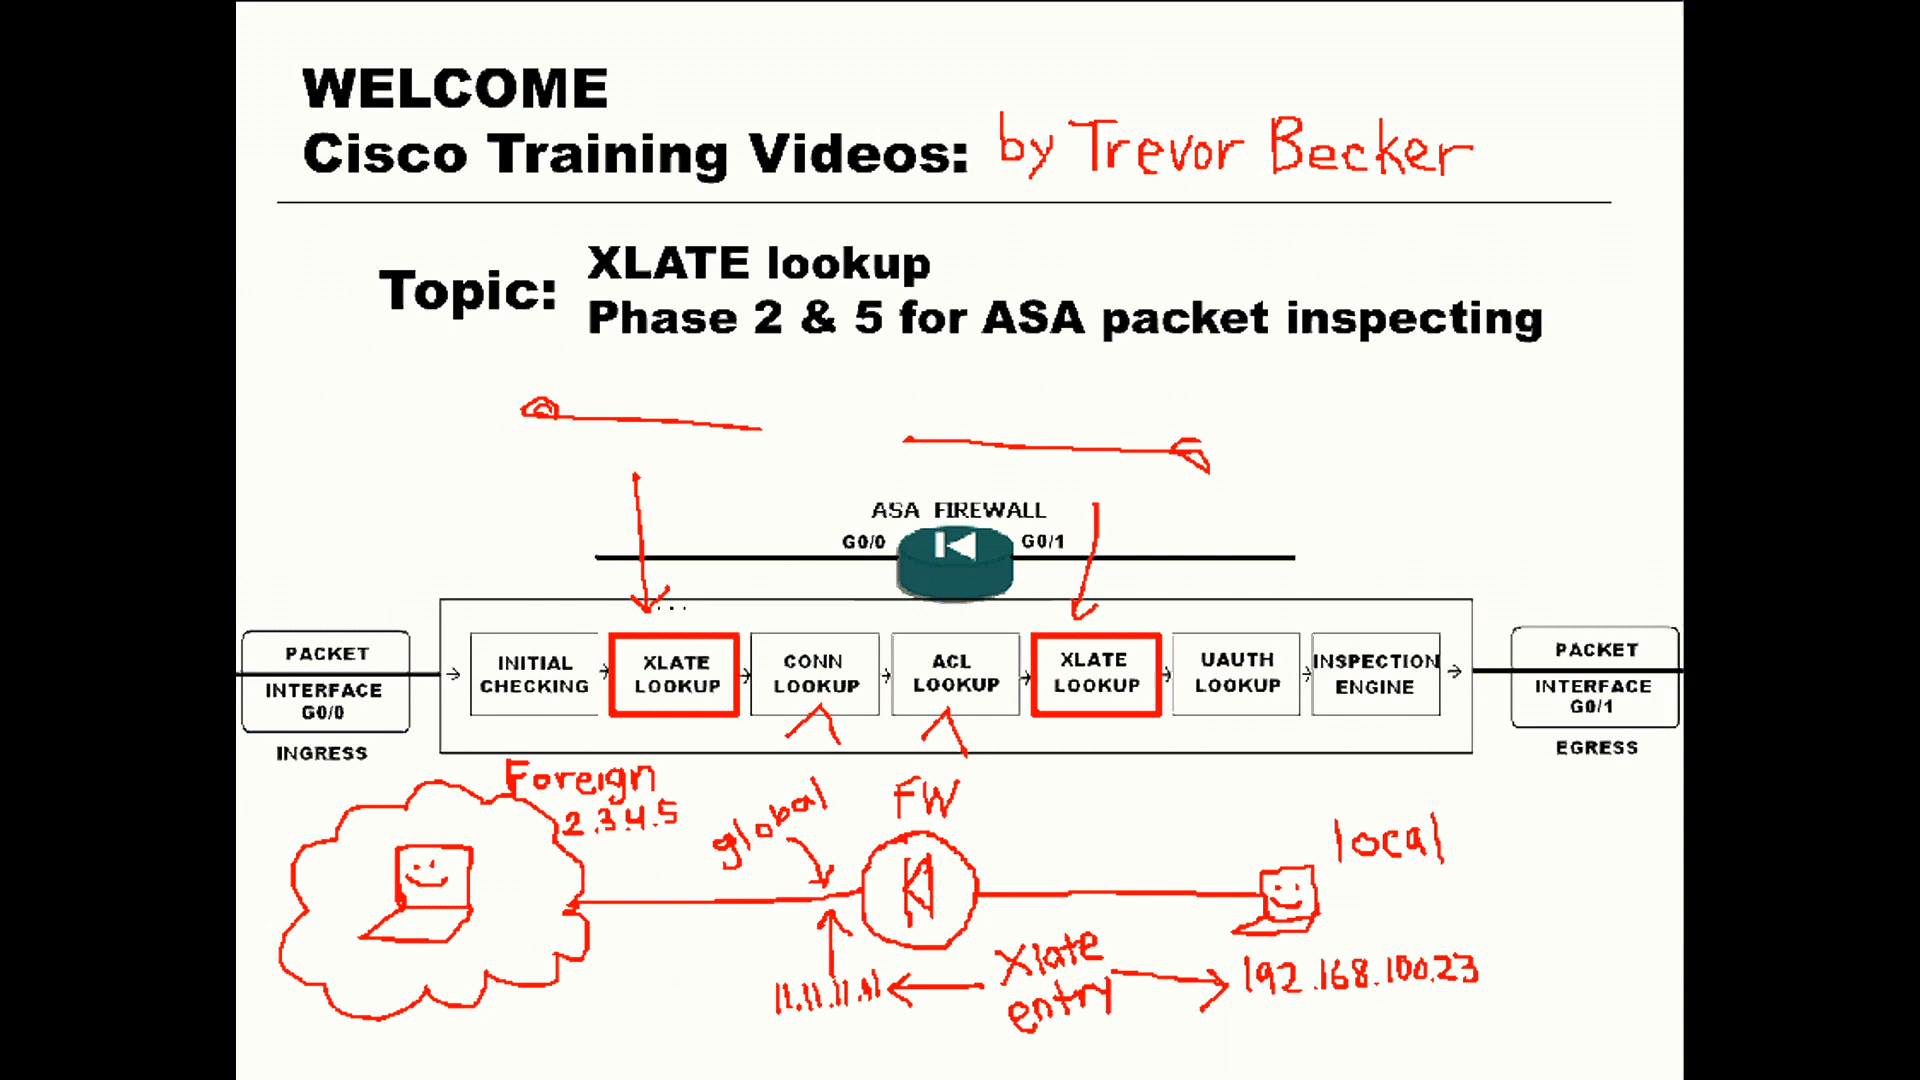 WELCOME
Cisco Training Videos: by Trevor Becker
Topic:
XLATE lookup
Phase 2 & 5 for ASA packet inspecting
ASA FIREWALL
G0/0
G0/1
PACKET
INTERFACE
G0/0
INGRESS
INITIAL
CHECKING
XLATE
LOOKUP
CONN
LOOKUP
ACL
LOOKUP
XLATE
LOOKUP
UAUTH
LOOKUP
INSPECTION
ENGINE
PACKET
INTERFACE
G0/1
EGRESS
Foreign
2.3.4.5
global
FW
local
11.11.11.11
Xlate
entry
192.168.100.23